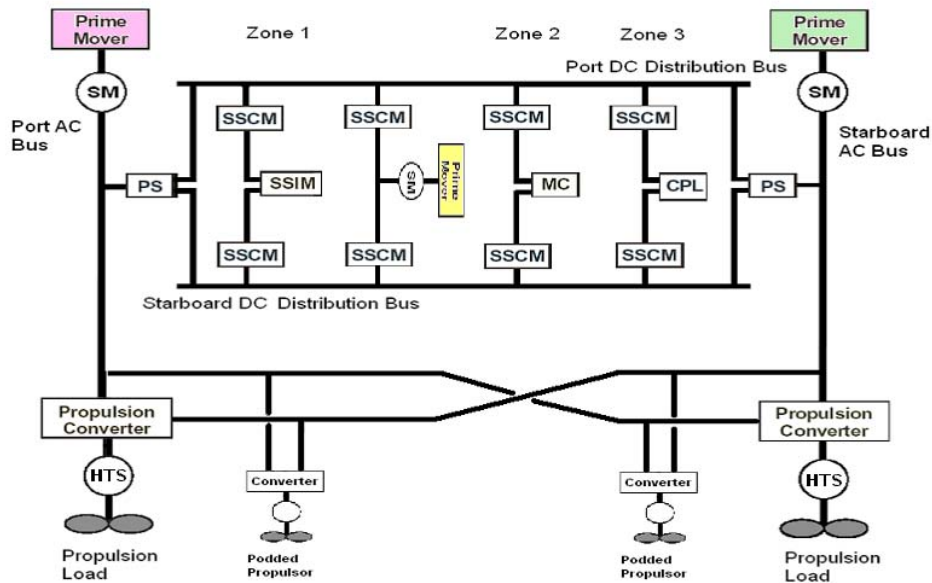 Prime
Mover
Zone 1
Zone 2
Zone 3
Prime
Mover
Port DC Distribution Bus
SM
SM
Port AC
Bus
Starboard
AC Bus
SSCM
SSCM
SSCM
SSCM
PS
SSIM
SM
Prime
Mover
MC
CPL
PS
SSCM
SSCM
SSCM
SSCM
Starboard DC Distribution Bus
Propulsion
Converter
Propulsion
Converter
HTS
Converter
Converter
HTS
Propulsion
Load
Podded
Propulsor
Podded
Propulsor
Propulsion
Load